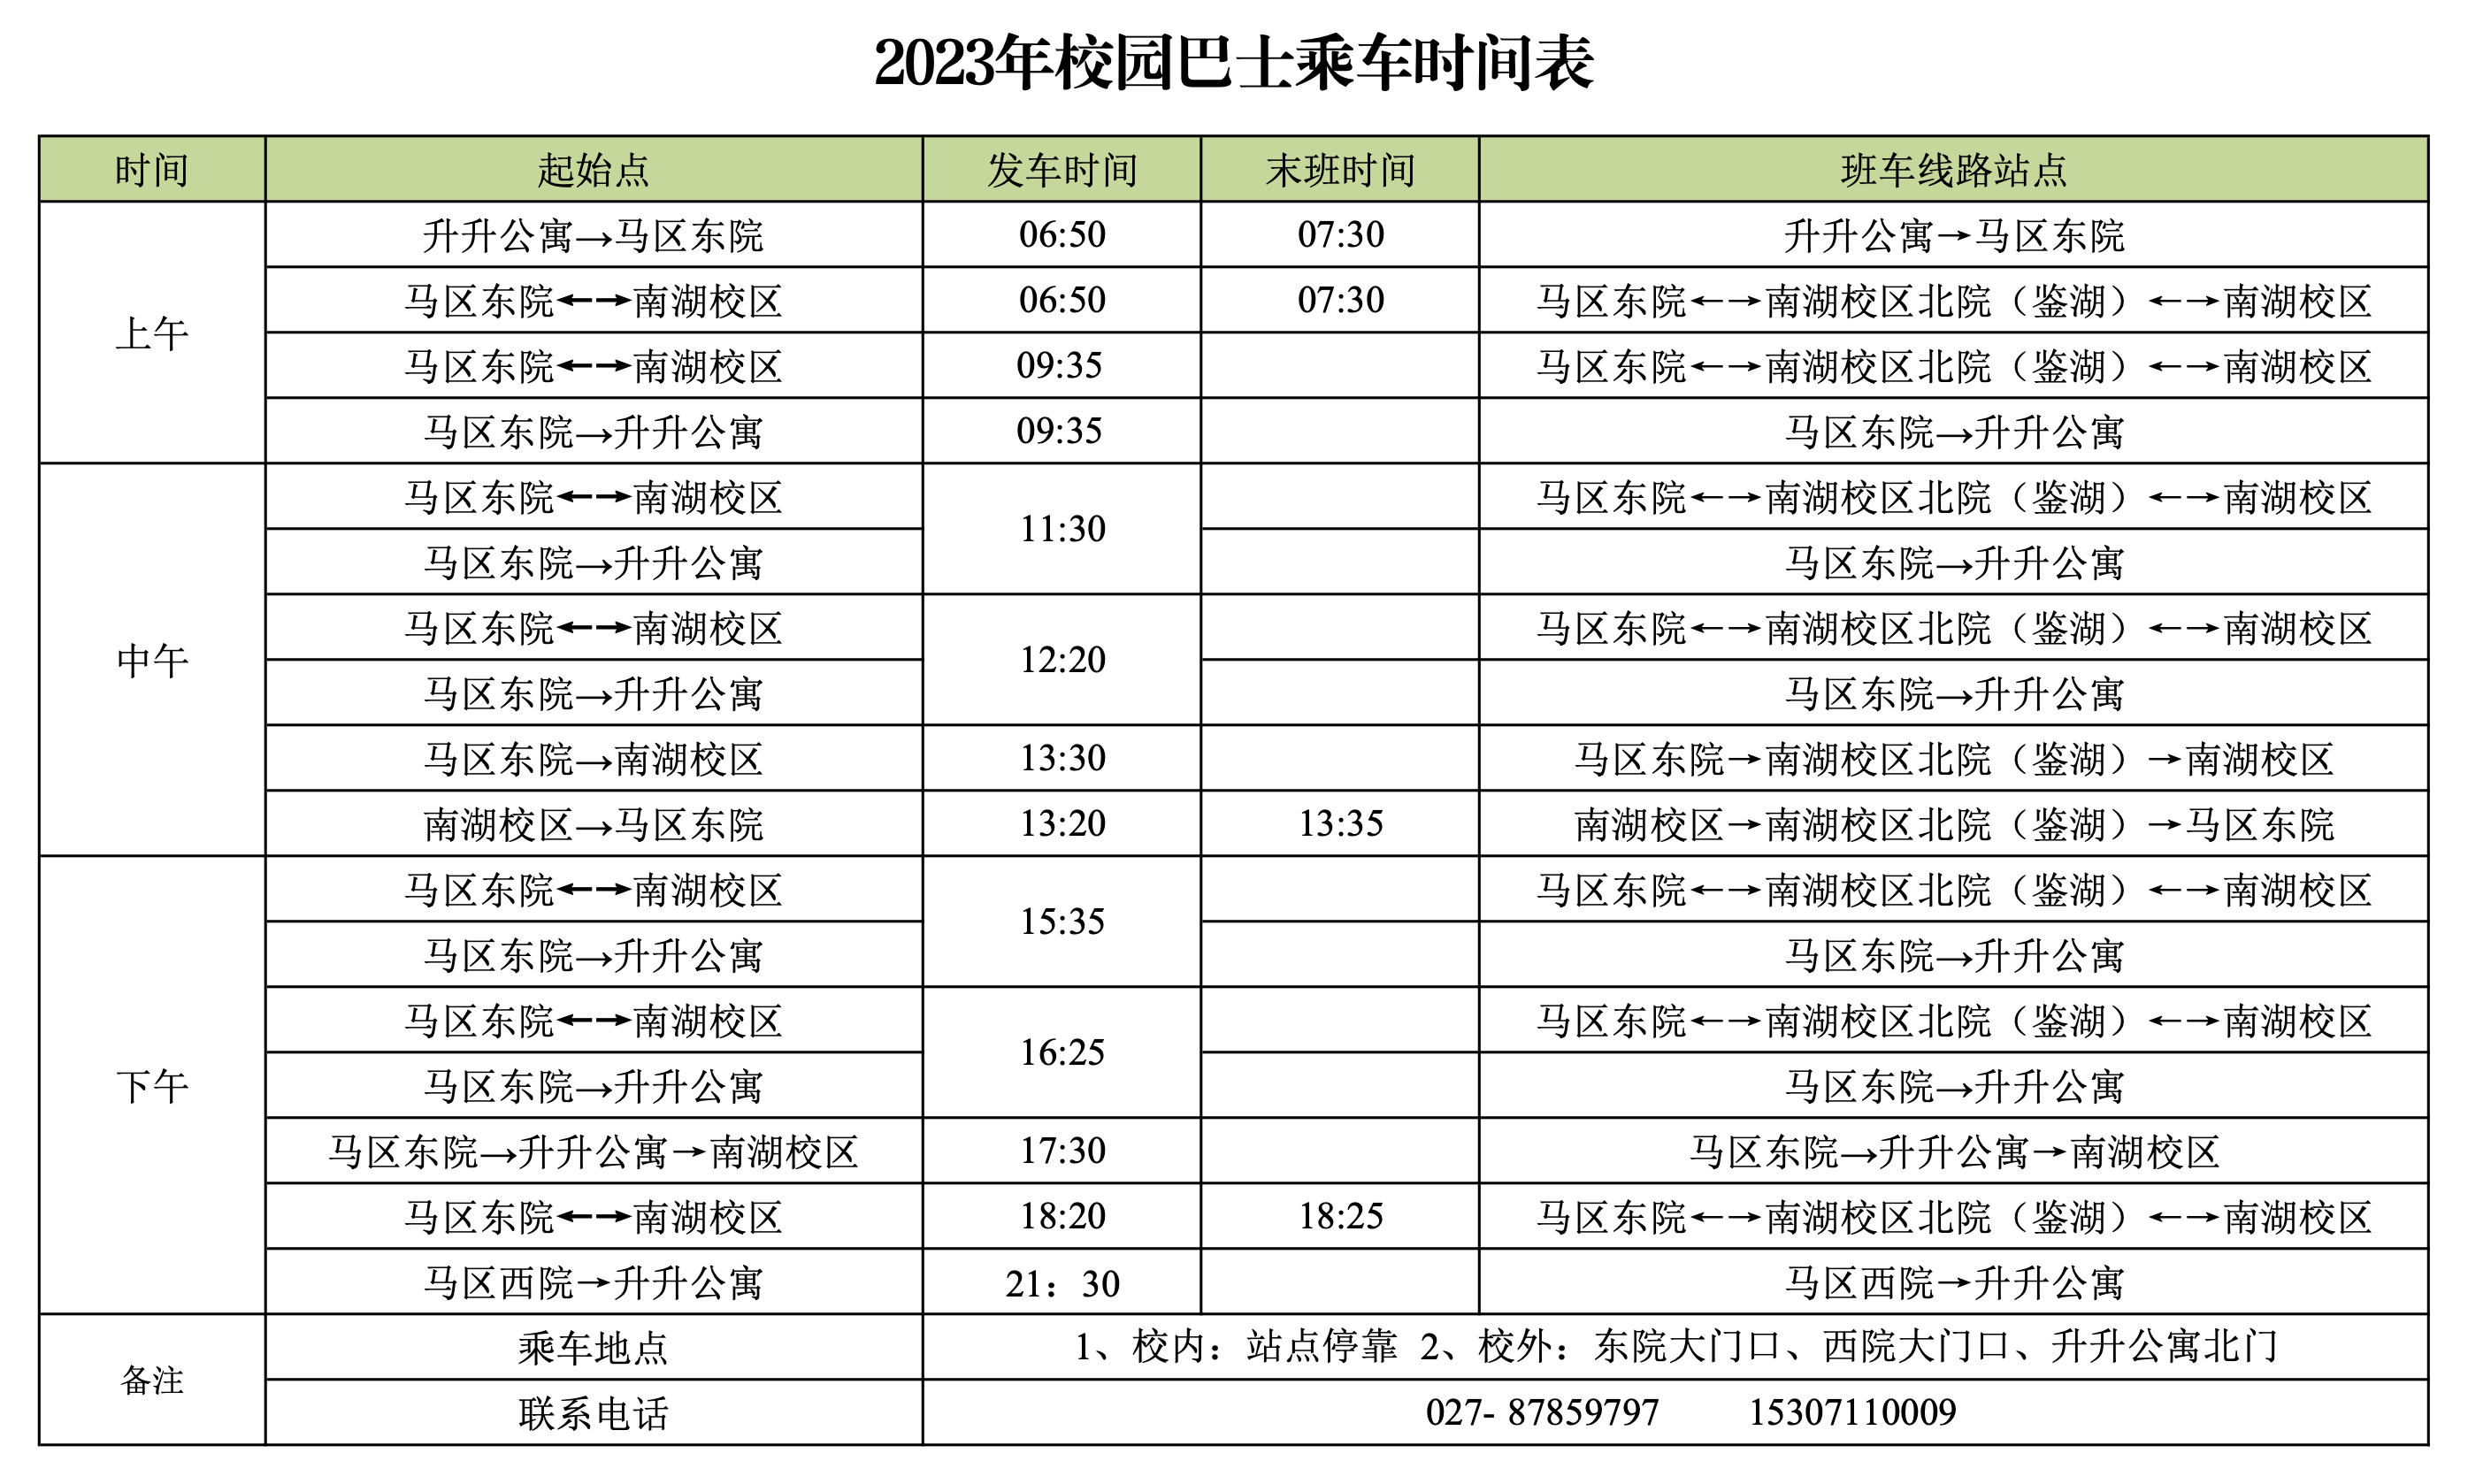 2023年校园巴士乘车时间表
时间 起始点 发车时间 末班时间 班车线路站点
上午
升升公寓→马区东院 06:50 07:30 升升公寓→马区东院
马区东院←→南湖校区 06:50 07:30 马区东院←→南湖校区北院（鉴湖）←→南湖校区
马区东院←→南湖校区 09:35 马区东院←→南湖校区北院（鉴湖）←→南湖校区
马区东院→升升公寓 09:35 马区东院→升升公寓
中午
马区东院←→南湖校区 11:30 马区东院←→南湖校区北院（鉴湖）←→南湖校区
马区东院→升升公寓 马区东院→升升公寓
马区东院←→南湖校区 12:20 马区东院←→南湖校区北院（鉴湖）←→南湖校区
马区东院→升升公寓 马区东院→升升公寓
马区东院→南湖校区 13:30 马区东院→南湖校区北院（鉴湖）→南湖校区
南湖校区→马区东院 13:20 13:35 南湖校区→南湖校区北院（鉴湖）→马区东院
下午
马区东院←→南湖校区 15:35 马区东院←→南湖校区北院（鉴湖）←→南湖校区
马区东院→升升公寓 马区东院→升升公寓
马区东院←→南湖校区 16:25 马区东院←→南湖校区北院（鉴湖）←→南湖校区
马区东院→升升公寓 马区东院→升升公寓
马区东院→升升公寓→南湖校区 17:30 马区东院→升升公寓→南湖校区
马区东院←→南湖校区 18:20 18:25 马区东院←→南湖校区北院（鉴湖）←→南湖校区
马区西院→升升公寓 21：30 马区西院→升升公寓
备注
乘车地点 1、校内：站点停靠 2、校外：东院大门口、西院大门口、升升公寓北门
联系电话 027- 87859797 15307110009